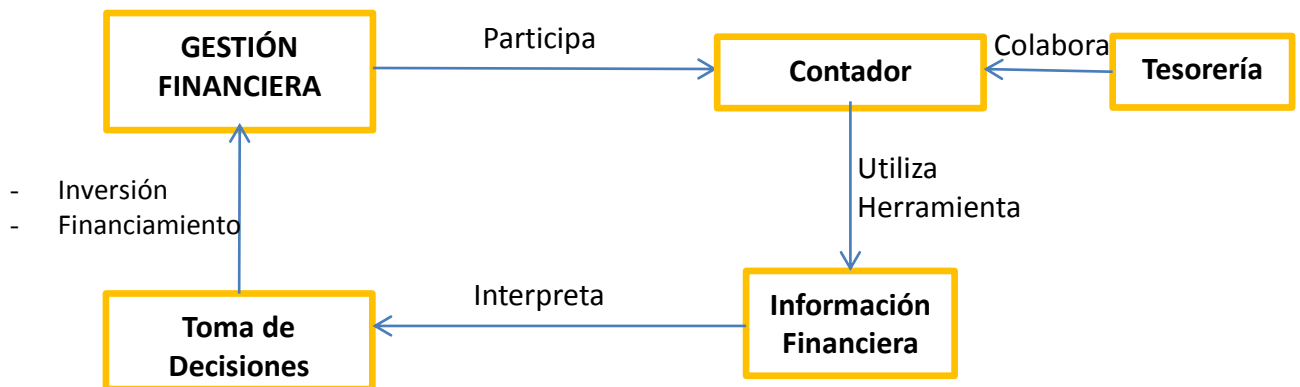 GESTIÓN
FINANCIERA
Participa
Contador
Colabora
Tesorería
- Inversión
- Financiamiento
Utiliza
Herramienta
Toma de
Decisiones
Interpreta
Información
Financiera